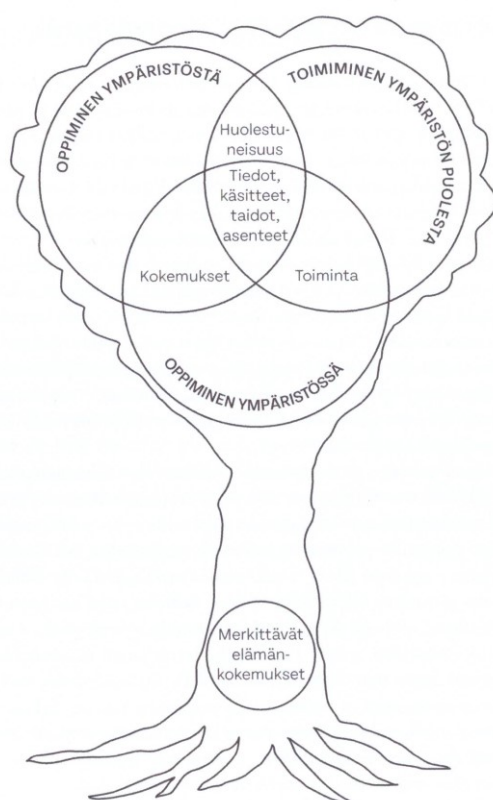 OPPIMINEN YMPÄRISTÖSTÄ
TOIMIMINEN YMPÄRISTÖN PUOLESTA
Huolestu-
neisuus
Tiedot,
käsitteet,
taidot,
asenteet
Kokemukset
Toiminta
OPPIMINEN YMPÄRISTÖSSÄ
Merkittävät
elämän-
kokemukset